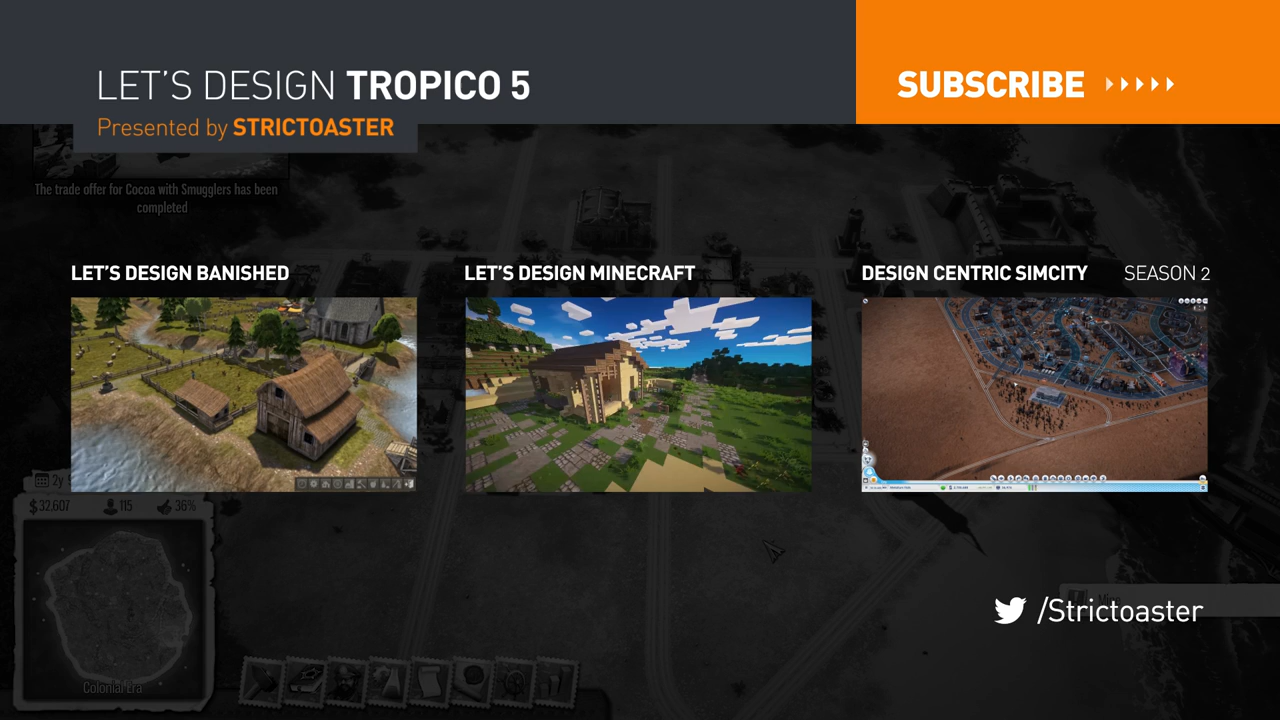 LET'S DESIGN TROPICO 5
SUBSCRIBE
Presented by STRICTOASTER
The trade offer for Cocoa with Smugglers has been
completed
LET'S DESIGN BANISHED
LET'S DESIGN MINECRAFT
DESIGN CENTRIC SIMCITY SEASON 2
2y
$32,607 115 36%
/Strictoaster
Colonial Era